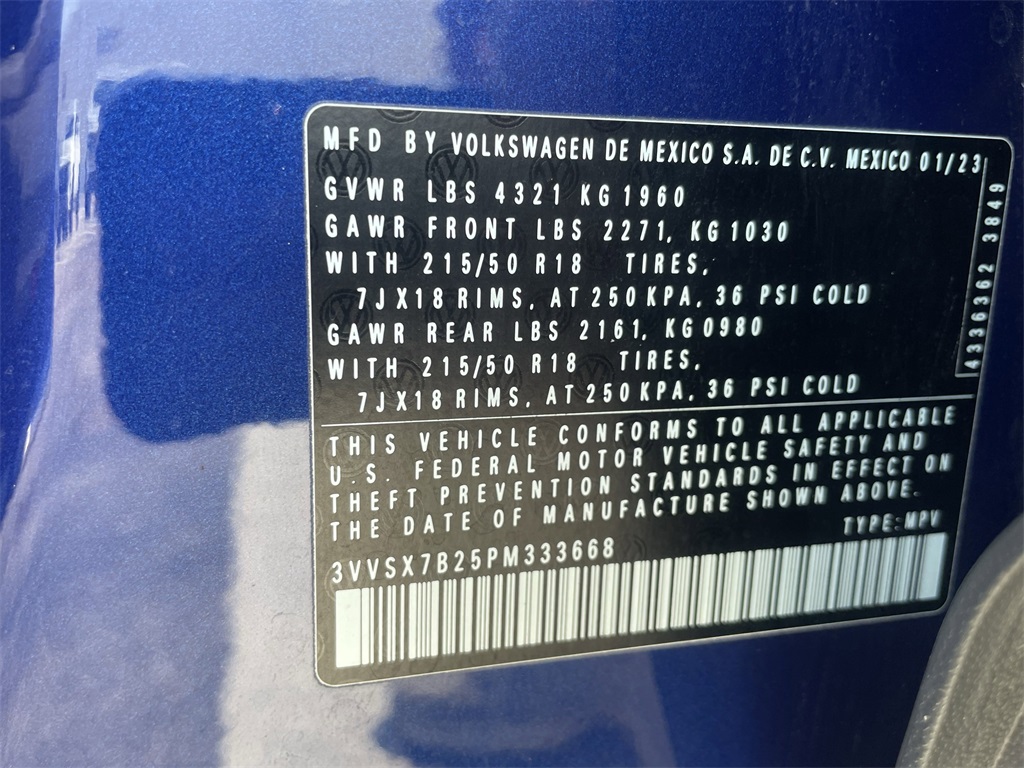 MFD BY VOLKSWAGEN DE MEXICO S.A. DE C.V. MEXICO 01/23
GVWR LBS 4321 KG 1960
GAWR FRONT LBS 2271, KG1030
WITH 215/50 R18 TIRES,
7JX18 RIMS, AT 250 KPA, 36 PSI COLD
GAWR REAR LBS 2161, KG0980
WITH 215/50 R18 TIRES,
7JX18 RIMS, AT 250 KPA, 36 PSI COLD
4336362 3849
THIS VEHICLE CONFORMS TO ALL APPLICABLE
U.S. FEDERAL MOTOR VEHICLE SAFETY AND
THEFT PREVENTION STANDARDS IN EFFECT ON
THE DATE OF MANUFACTURE SHOWN ABOVE.
TYPE: MPV
3VVSX7B25PM333668